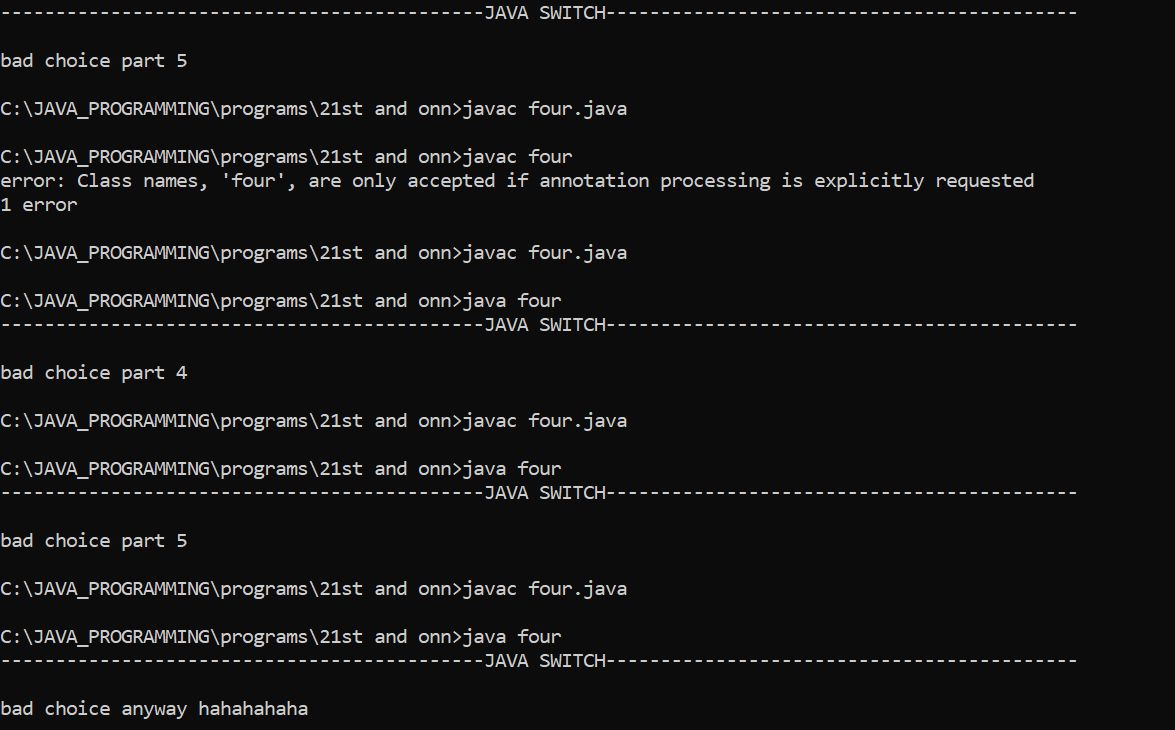 --------------------------------------------JAVA SWITCH-------------------------------------------
bad choice part 5
C:\JAVA_PROGRAMMING\programs\21st and onn>javac four.java
C:\JAVA_PROGRAMMING\programs\21st and onn>javac four
error: Class names, 'four', are only accepted if annotation processing is explicitly requested
1 error
C:\JAVA_PROGRAMMING\programs\21st and onn>javac four.java
C:\JAVA_PROGRAMMING\programs\21st and onn>java four
--------------------------------------------JAVA SWITCH-------------------------------------------
bad choice part 4
C:\JAVA_PROGRAMMING\programs\21st and onn>javac four.java
C:\JAVA_PROGRAMMING\programs\21st and onn>java four
--------------------------------------------JAVA SWITCH-------------------------------------------
bad choice part 5
C:\JAVA_PROGRAMMING\programs\21st and onn>javac four.java
C:\JAVA_PROGRAMMING\programs\21st and onn>java four
--------------------------------------------JAVA SWITCH-------------------------------------------
bad choice anyway hahahahaha